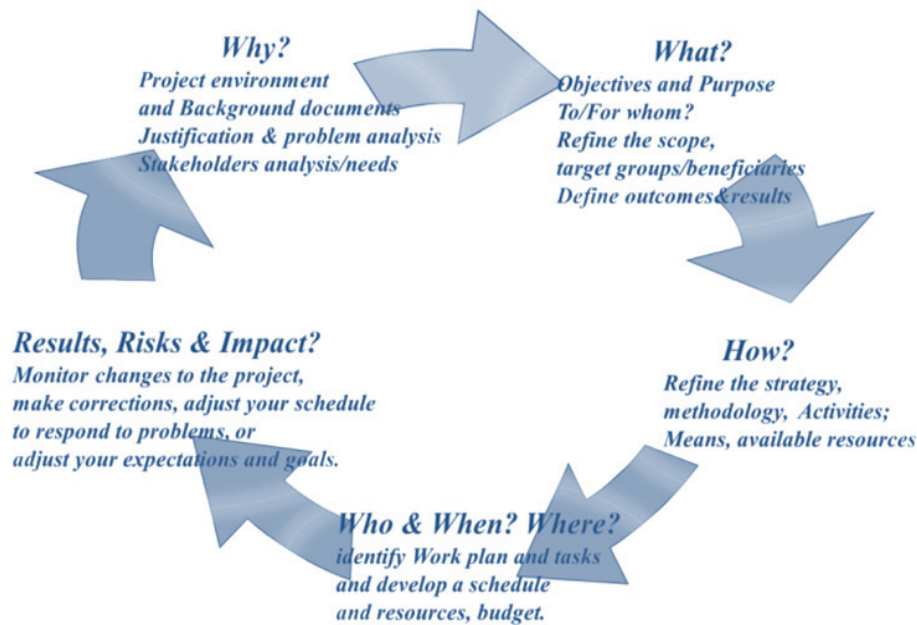 Why?
Project environment
and Background documents
Justification & problem analysis
Stakeholders analysis/needs
What?
Objectives and Purpose
To/For whom?
Refine the scope,
target groups/beneficiaries
Define outcomes&results
How?
Refine the strategy,
methodology, Activities;
Means, available resources
Who & When? Where?
identify Work plan and tasks
and develop a schedule
and resources, budget.
Results, Risks & Impact?
Monitor changes to the project,
make corrections, adjust your schedule
to respond to problems, or
adjust your expectations and goals.